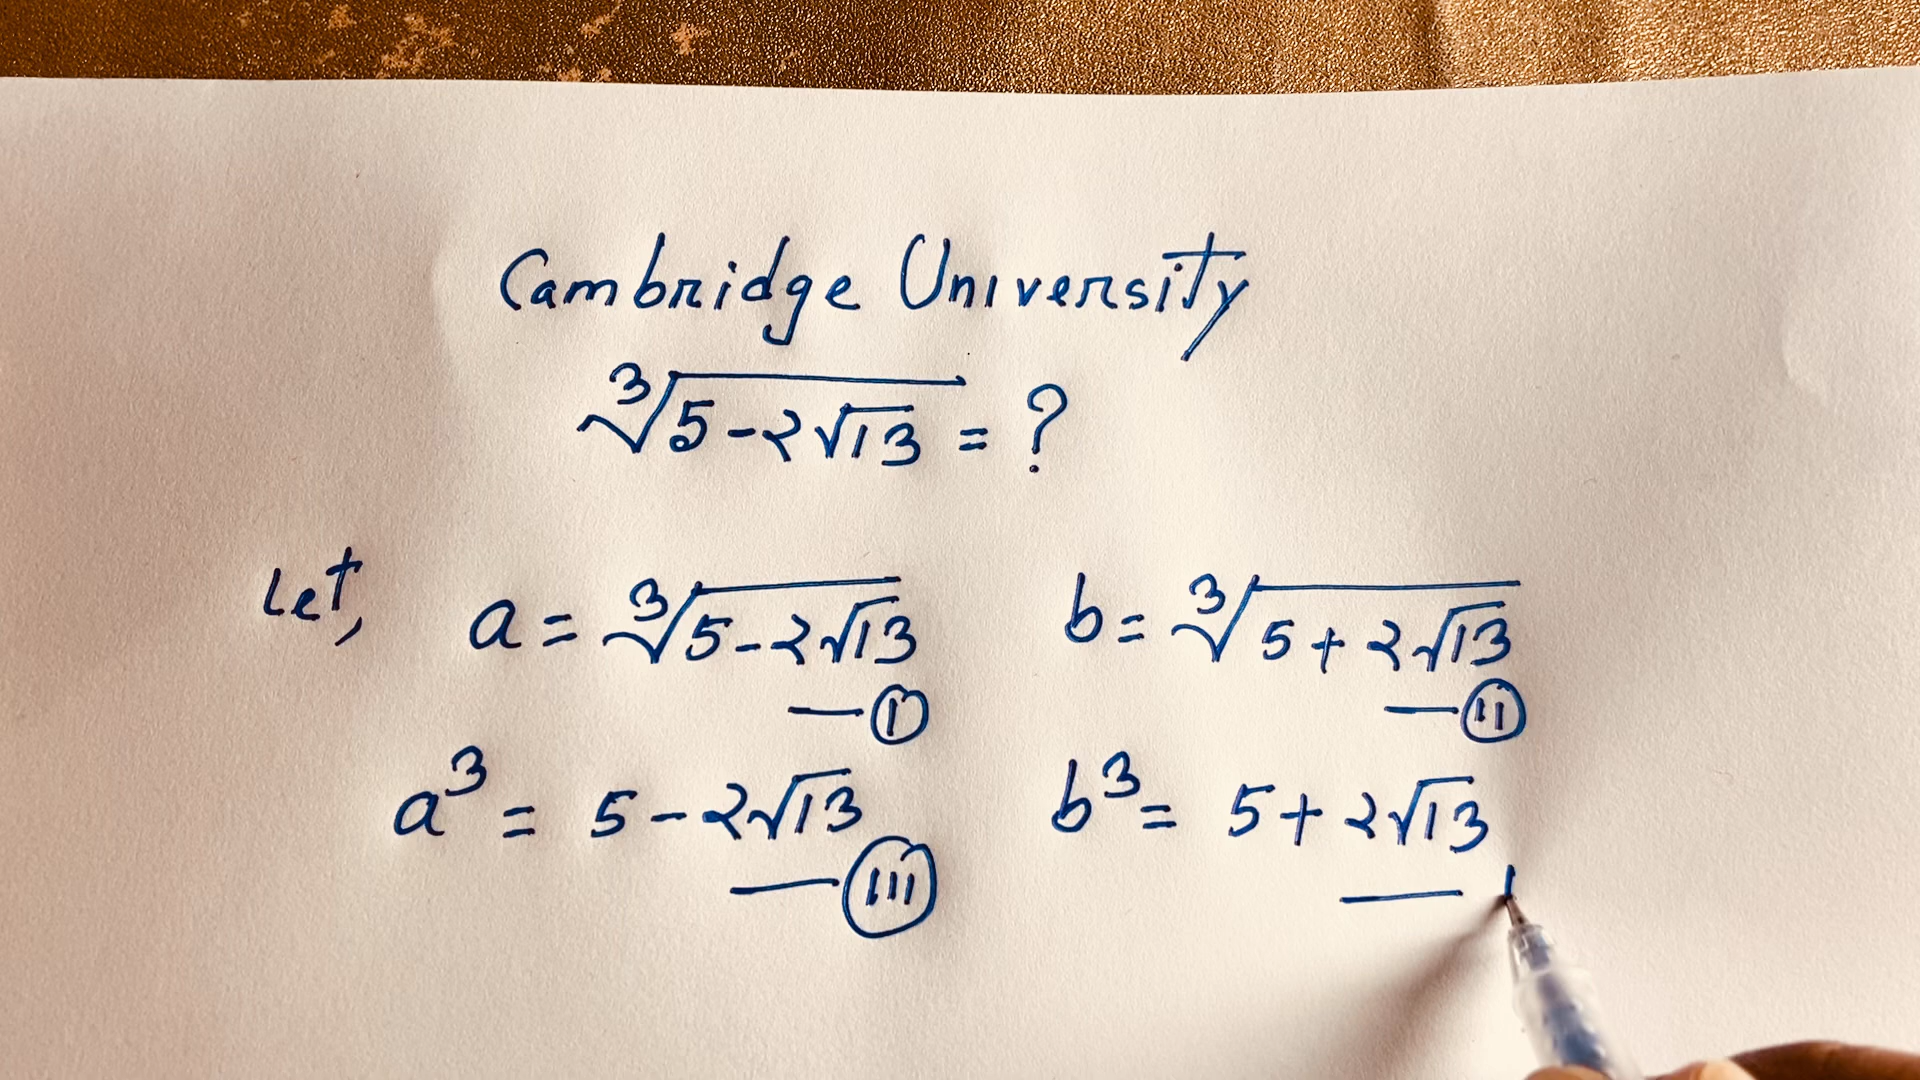 Cambridge University
∛(5-2√13) = ?
Let, a = ∛(5-2√13) b = ∛(5+2√13)
—(I) —(II)
a³ = 5-2√13 b³ = 5+2√13
—(III) —